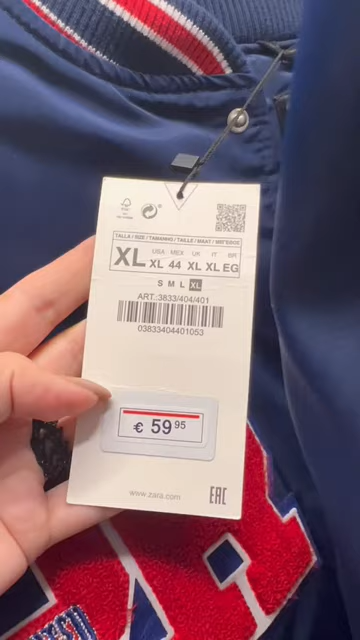 TALLA / SIZE / TAMANHO / TAILLE / MAAT / ΜΕΓΕΘΟΣ
XL
USA MEX UK IT BR
XL 44 XL XL EG
S M L XL
ART.:3833/404/401
03833404401053
€ 59 95
www.zara.com
EAC